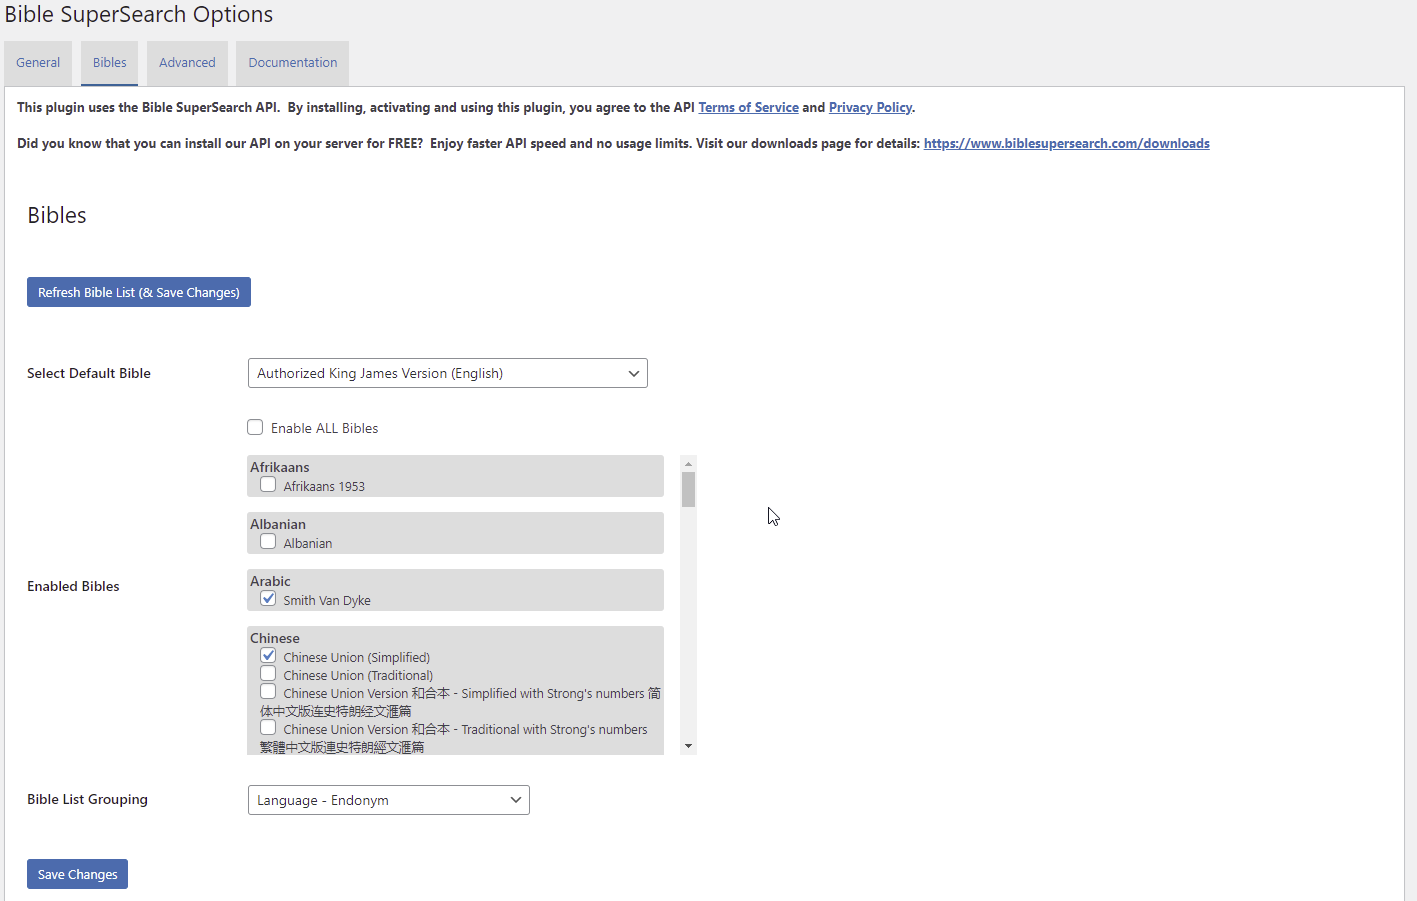 Bible SuperSearch Options
General
Bibles
Advanced
Documentation
This plugin uses the Bible SuperSearch API.  By installing, activating and using this plugin, you agree to the API Terms of Service and Privacy Policy.
Did you know that you can install our API on your server for FREE?  Enjoy faster API speed and no usage limits. Visit our downloads page for details: https://www.biblesupersearch.com/downloads
Bibles
Refresh Bible List (& Save Changes)
Select Default Bible
Authorized King James Version (English)
Enable ALL Bibles
Enabled Bibles
Afrikaans
Afrikaans 1953
Albanian
Albanian
Arabic
Smith Van Dyke
Chinese
Chinese Union (Simplified)
Chinese Union (Traditional)
Chinese Union Version 和合本 - Simplified with Strong's numbers 简
体中文版连史特朗经文滙篇
Chinese Union Version 和合本 - Traditional with Strong's numbers
繁體中文版連史特朗經文滙篇
Bible List Grouping
Language - Endonym
Save Changes